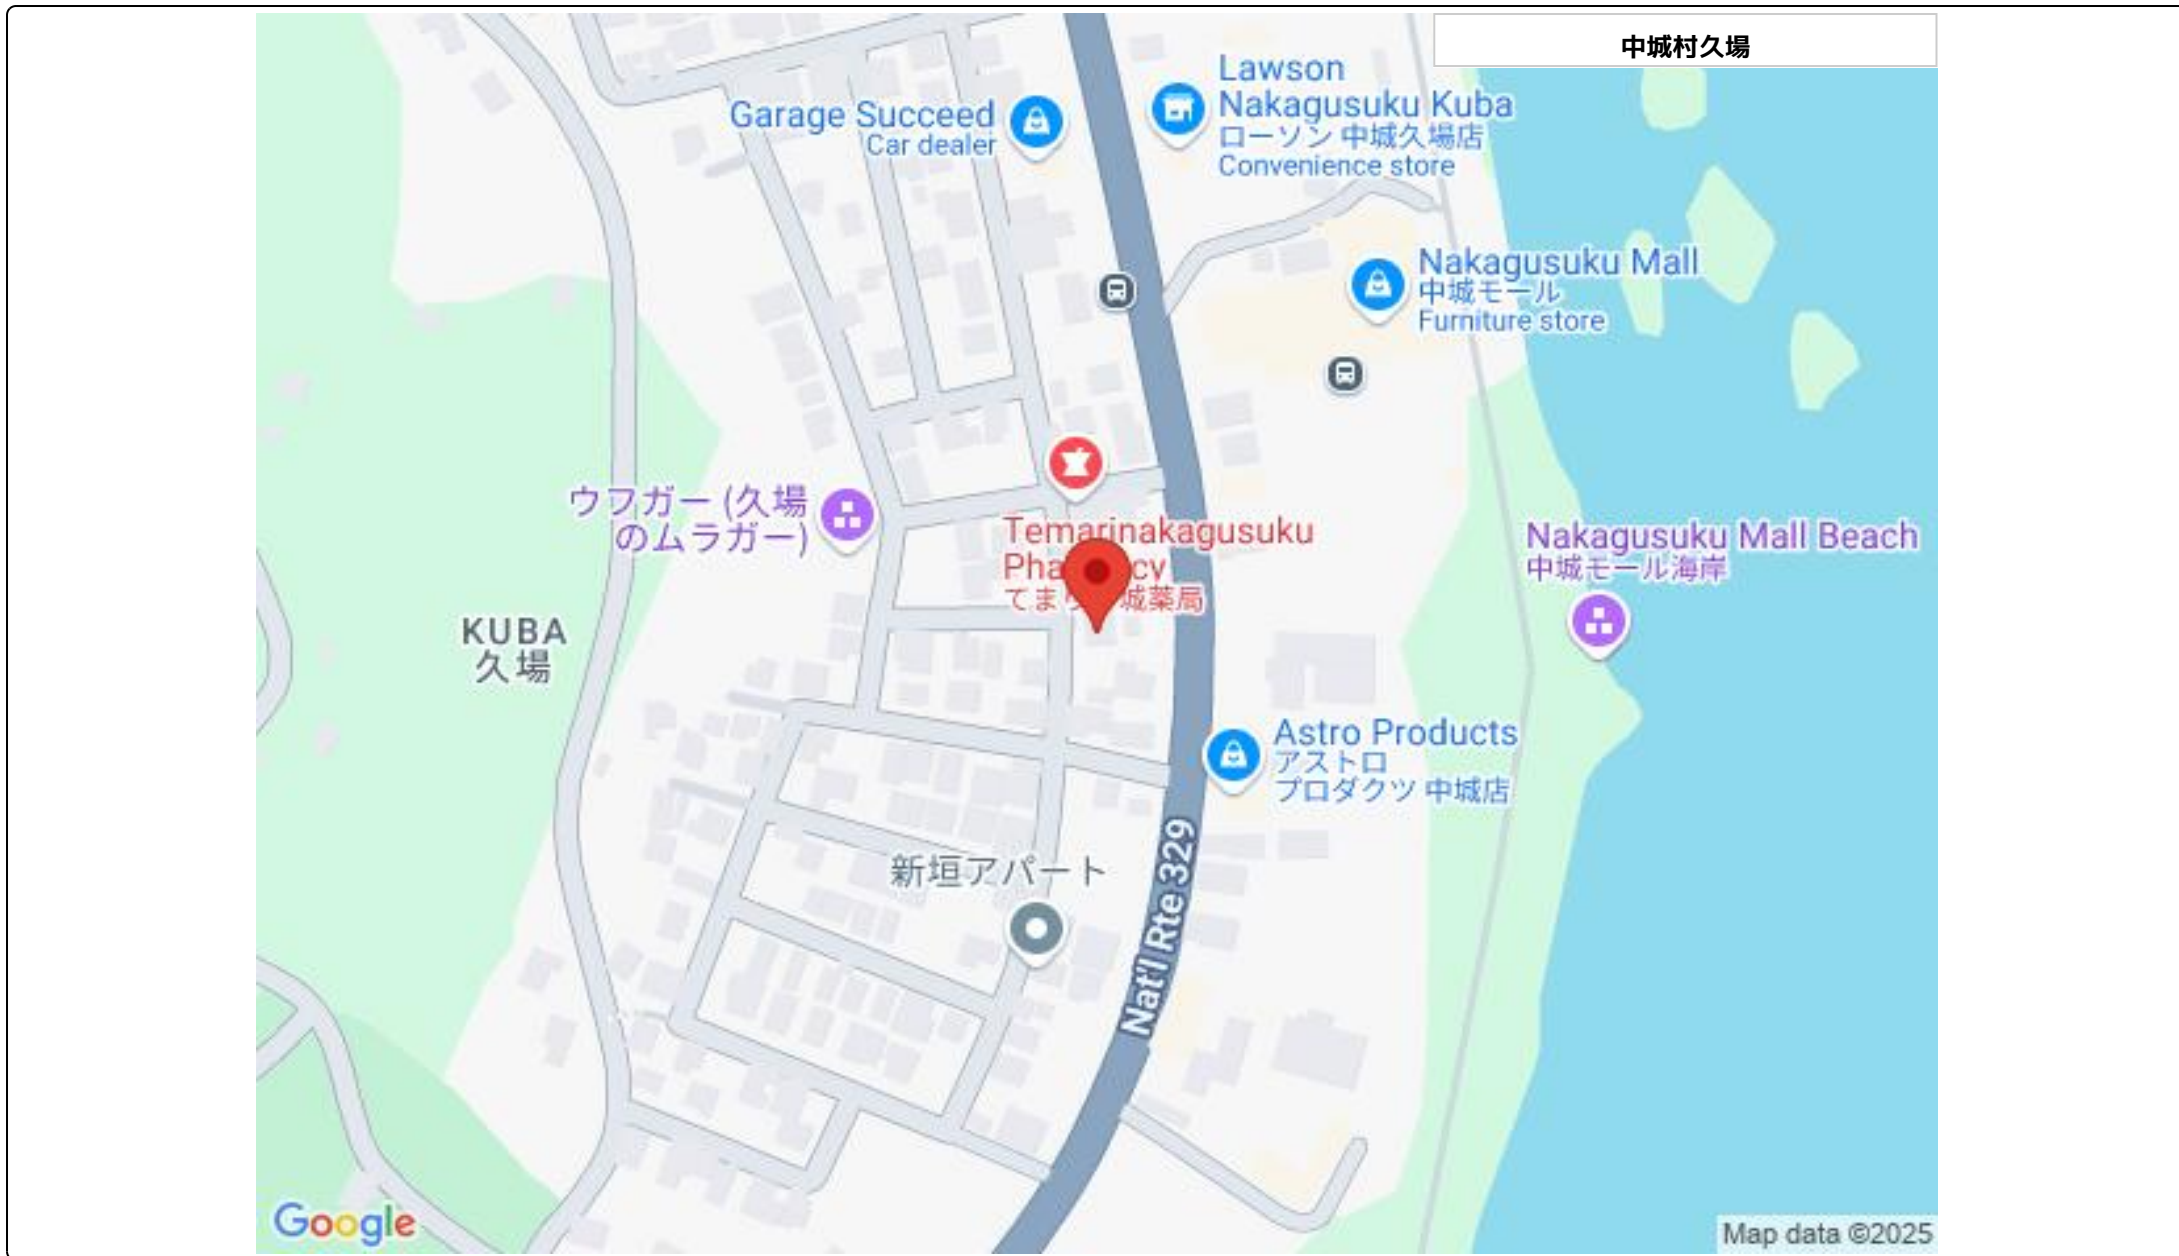 中城村久場
Lawson
Nakagusuku Kuba
ローソン 中城久場店
Convenience store
Garage Succeed
Car dealer
Nakagusuku Mall
中城モール
Furniture store
ウフガー (久場
のムラガー)
Temarinakagusuku
Nakagusuku Mall Beach
中城モール海岸
KUBA
久場
Astro Products
アストロ
プロダクツ 中城店
新垣アパート
Nat'l Rte 329
Google
Map data ©2025